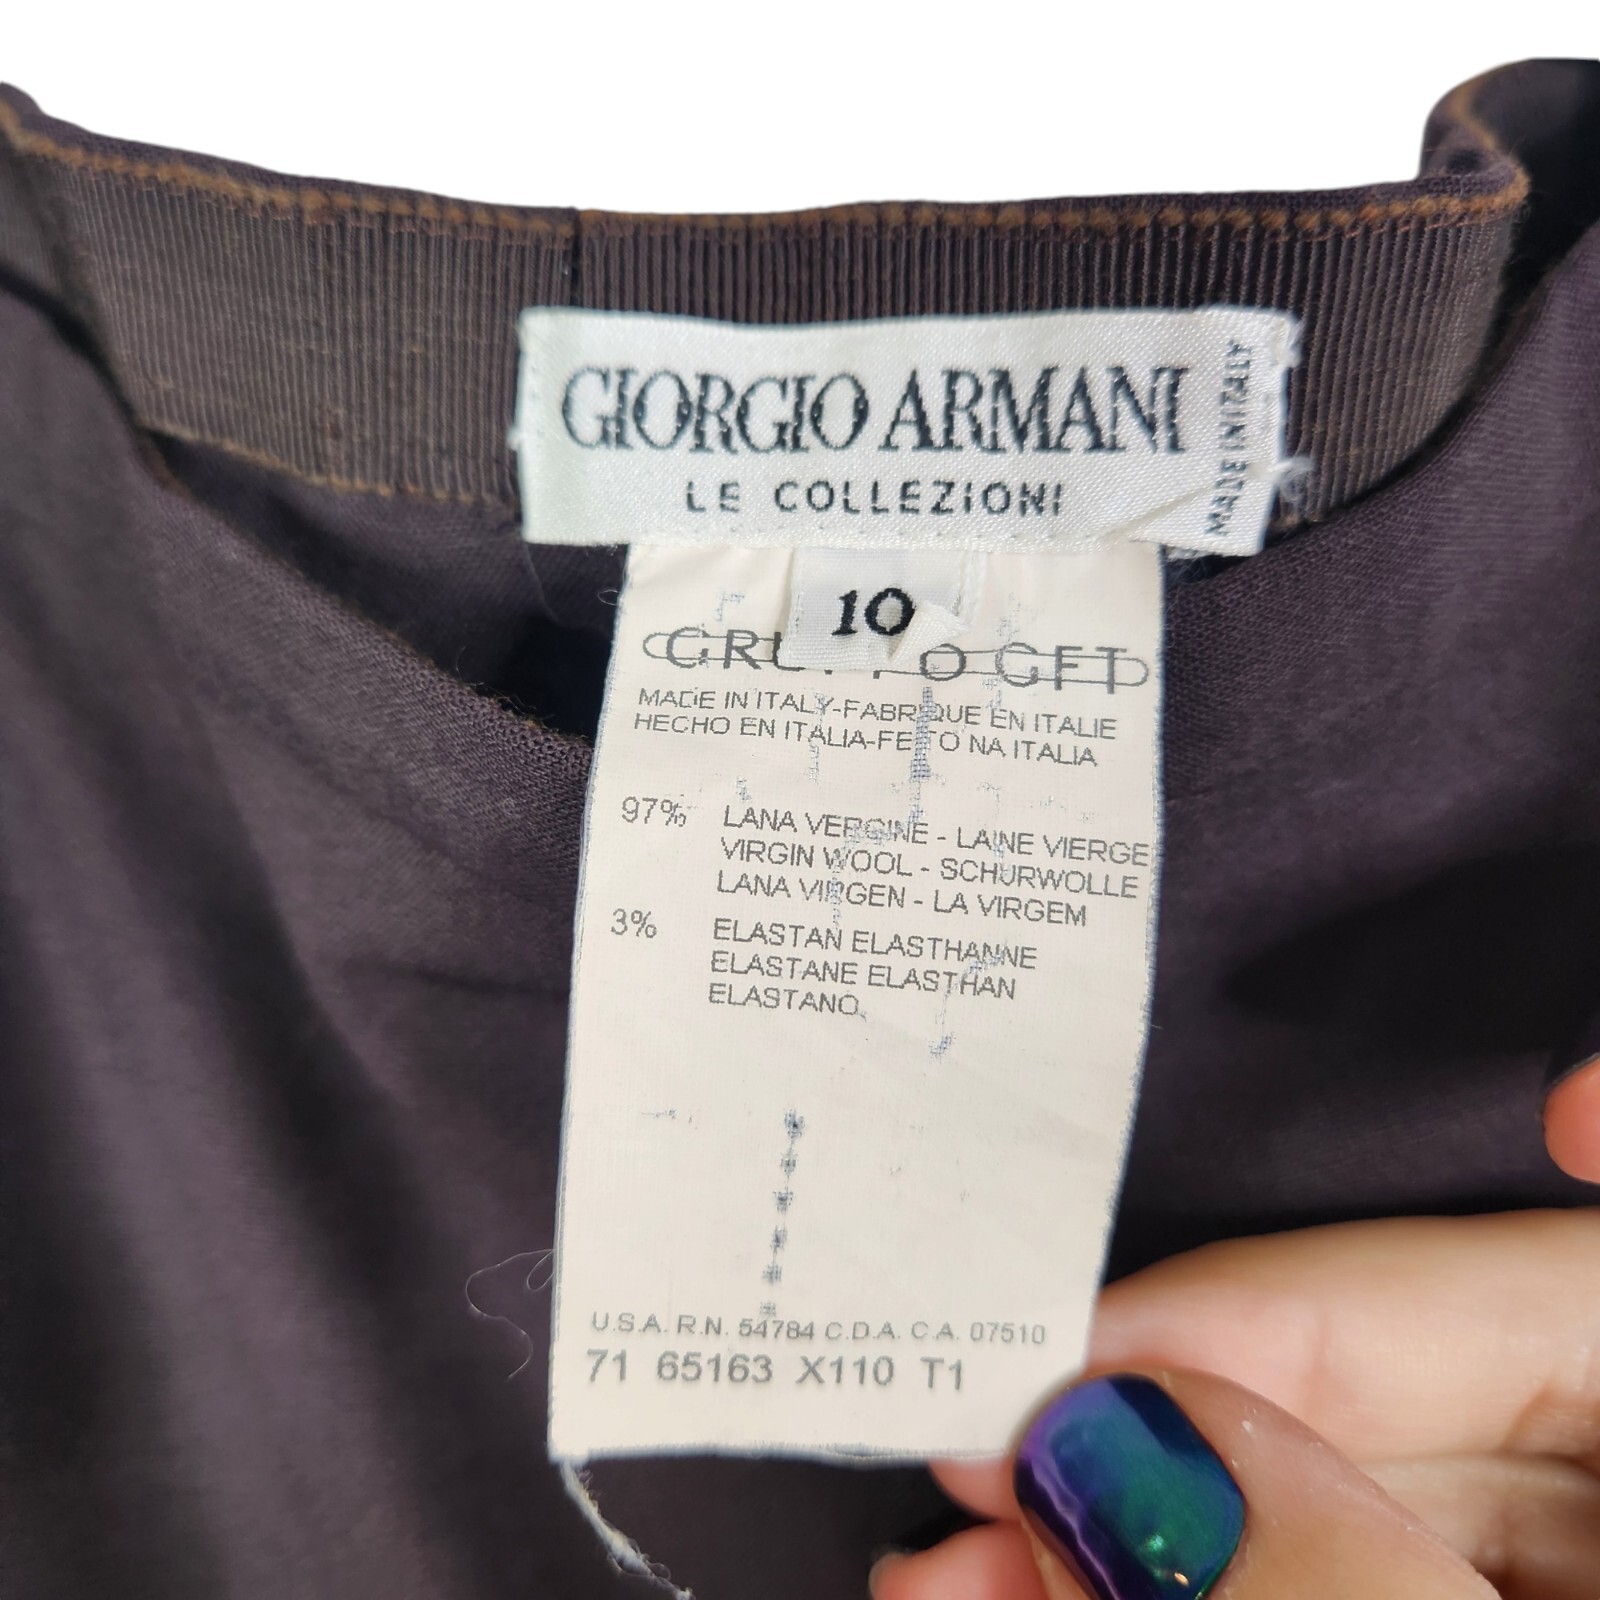 GIORGIO ARMANI
LE COLLEZIONI
MADE IN ITALY
10
GFT
MADE IN ITALY-FABRIQUE EN ITALIE
HECHO EN ITALIA-FEITO NA ITALIA
97% LANA VERGINE - LAINE VIERGE
VIRGIN WOOL - SCHURWOLLE
LANA VIRGEN - LA VIRGEM
3% ELASTAN ELASTHANNE
ELASTANE ELASTHAN
ELASTANO
U.S.A. R.N. 54784 C.D.A. C.A. 07510
71 65163 X110 T1